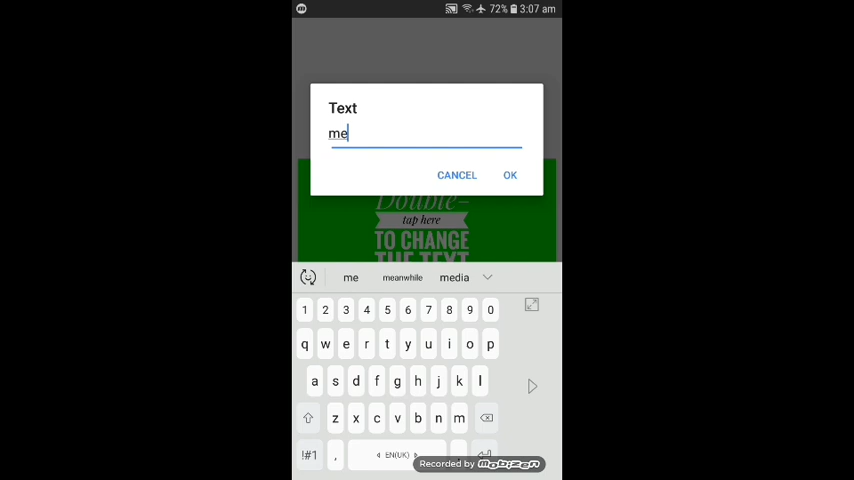 72% 3:07 am
Text
me
CANCEL OK
Double-
tap here
TO CHANGE
THE TEXT
me meanwhile media
1 2 3 4 5 6 7 8 9 0
q w e r t y u i o p
a s d f g h j k l
z x c v b n m
!#1 , EN(UK)
Recorded by mobizen